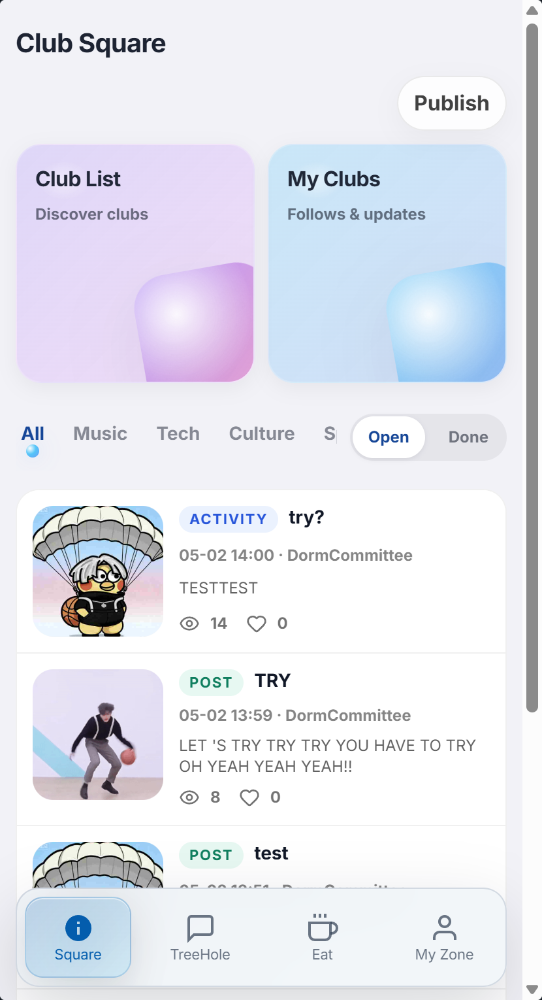 Club Square
Publish
Club List
Discover clubs
My Clubs
Follows & updates
All Music Tech Culture S Open Done
ACTIVITY try?
05-02 14:00 · DormCommittee
TESTTEST
14 0
POST TRY
05-02 13:59 · DormCommittee
LET 'S TRY TRY TRY YOU HAVE TO TRY
OH YEAH YEAH YEAH!!
8 0
POST test
Square TreeHole Eat My Zone